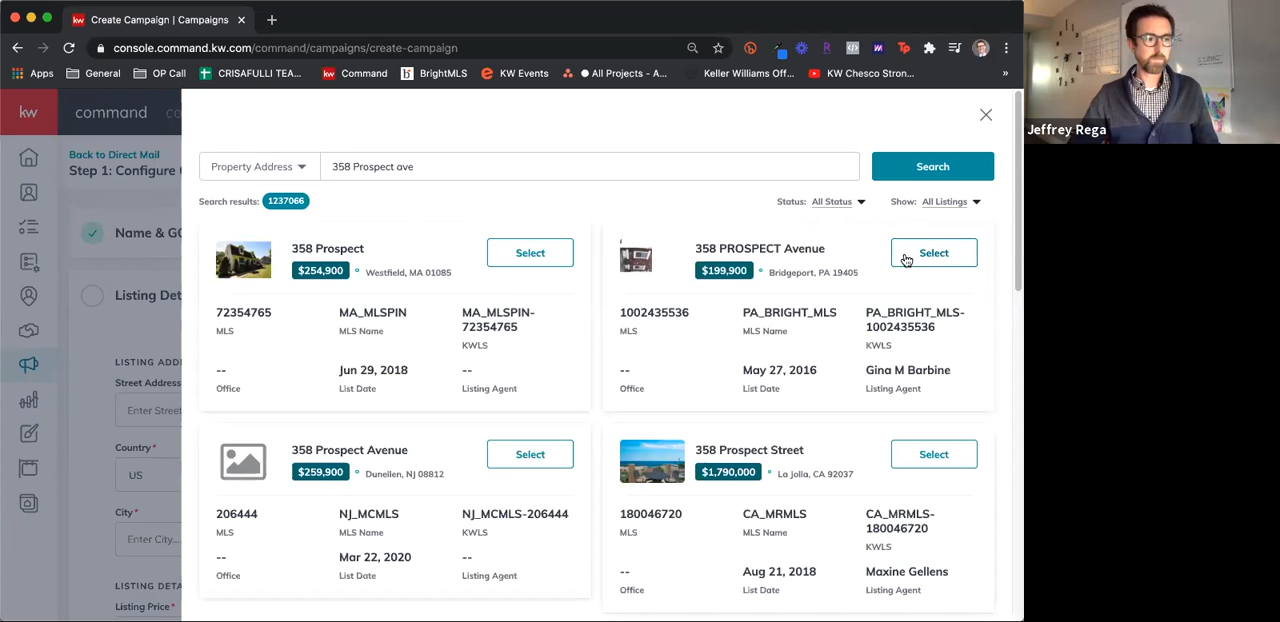 kw Create Campaign | Campaigns
console.command.kw.com/command/campaigns/create-campaign
Apps General OP Call CRISAFULLI TEA... kw Command BrightMLS KW Events All Projects - A... Keller Williams Off... KW Chesco Stron... »
kw command co
Back to Direct Mail
Step 1: Configure
Name & GO
Listing Det
LISTING ADD
Street Address
Enter Street
Country*
US
City*
Enter City...
LISTING DETA
Listing Price*
Property Address 358 Prospect ave Search
Search results: 1237066 Status: All Status Show: All Listings
358 Prospect Select
$254,900 Westfield, MA 01085
72354765 MA_MLSPIN MA_MLSPIN-
72354765
MLS MLS Name KWLS
-- Jun 29, 2018 --
Office List Date Listing Agent
358 PROSPECT Avenue Select
$199,900 Bridgeport, PA 19405
1002435536 PA_BRIGHT_MLS PA_BRIGHT_MLS-
1002435536
MLS MLS Name KWLS
-- May 27, 2016 Gina M Barbine
Office List Date Listing Agent
358 Prospect Avenue Select
$259,900 Dunellen, NJ 08812
206444 NJ_MCMLS NJ_MCMLS-206444
MLS MLS Name KWLS
-- Mar 22, 2020 --
Office List Date Listing Agent
358 Prospect Street Select
$1,790,000 La jolla, CA 92037
180046720 CA_MRMLS CA_MRMLS-
180046720
MLS MLS Name KWLS
-- Aug 21, 2018 Maxine Gellens
Office List Date Listing Agent
Jeffrey Rega